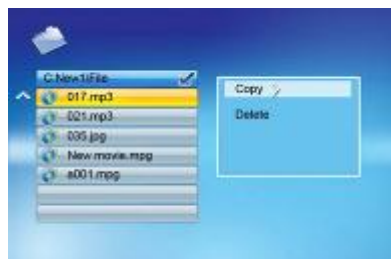 C:New1\File
017.mp3
021.mp3
035.jpg
New movie.mpg
a001.mpg
Copy
Delete